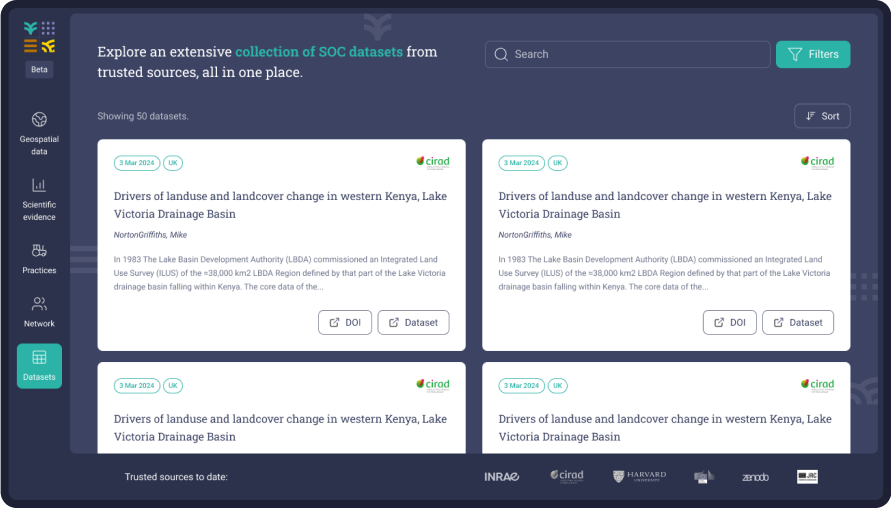 Explore an extensive collection of SOC datasets from
trusted sources, all in one place.
Search
Filters
Beta
Showing 50 datasets.
Sort
Geospatial
data
Scientific
evidence
Practices
Network
Datasets
3 Mar 2024 UK
cirad
Drivers of landuse and landcover change in western Kenya, Lake
Victoria Drainage Basin
NortonGriffiths, Mike
In 1983 The Lake Basin Development Authority (LBDA) commissioned an Integrated Land
Use Survey (ILUS) of the ≈38,000 km2 LBDA Region defined by that part of the Lake Victoria
drainage basin falling within Kenya. The core data of the...
DOI
Dataset
3 Mar 2024 UK
cirad
Drivers of landuse and landcover change in western Kenya, Lake
Victoria Drainage Basin
NortonGriffiths, Mike
In 1983 The Lake Basin Development Authority (LBDA) commissioned an Integrated Land
Use Survey (ILUS) of the ≈38,000 km2 LBDA Region defined by that part of the Lake Victoria
drainage basin falling within Kenya. The core data of the...
DOI
Dataset
3 Mar 2024 UK
cirad
Drivers of landuse and landcover change in western Kenya, Lake
Victoria Drainage Basin
3 Mar 2024 UK
cirad
Drivers of landuse and landcover change in western Kenya, Lake
Victoria Drainage Basin
Trusted sources to date:
INRAE
cirad
HARVARD
UNIVERSITY
zenodo
JRC